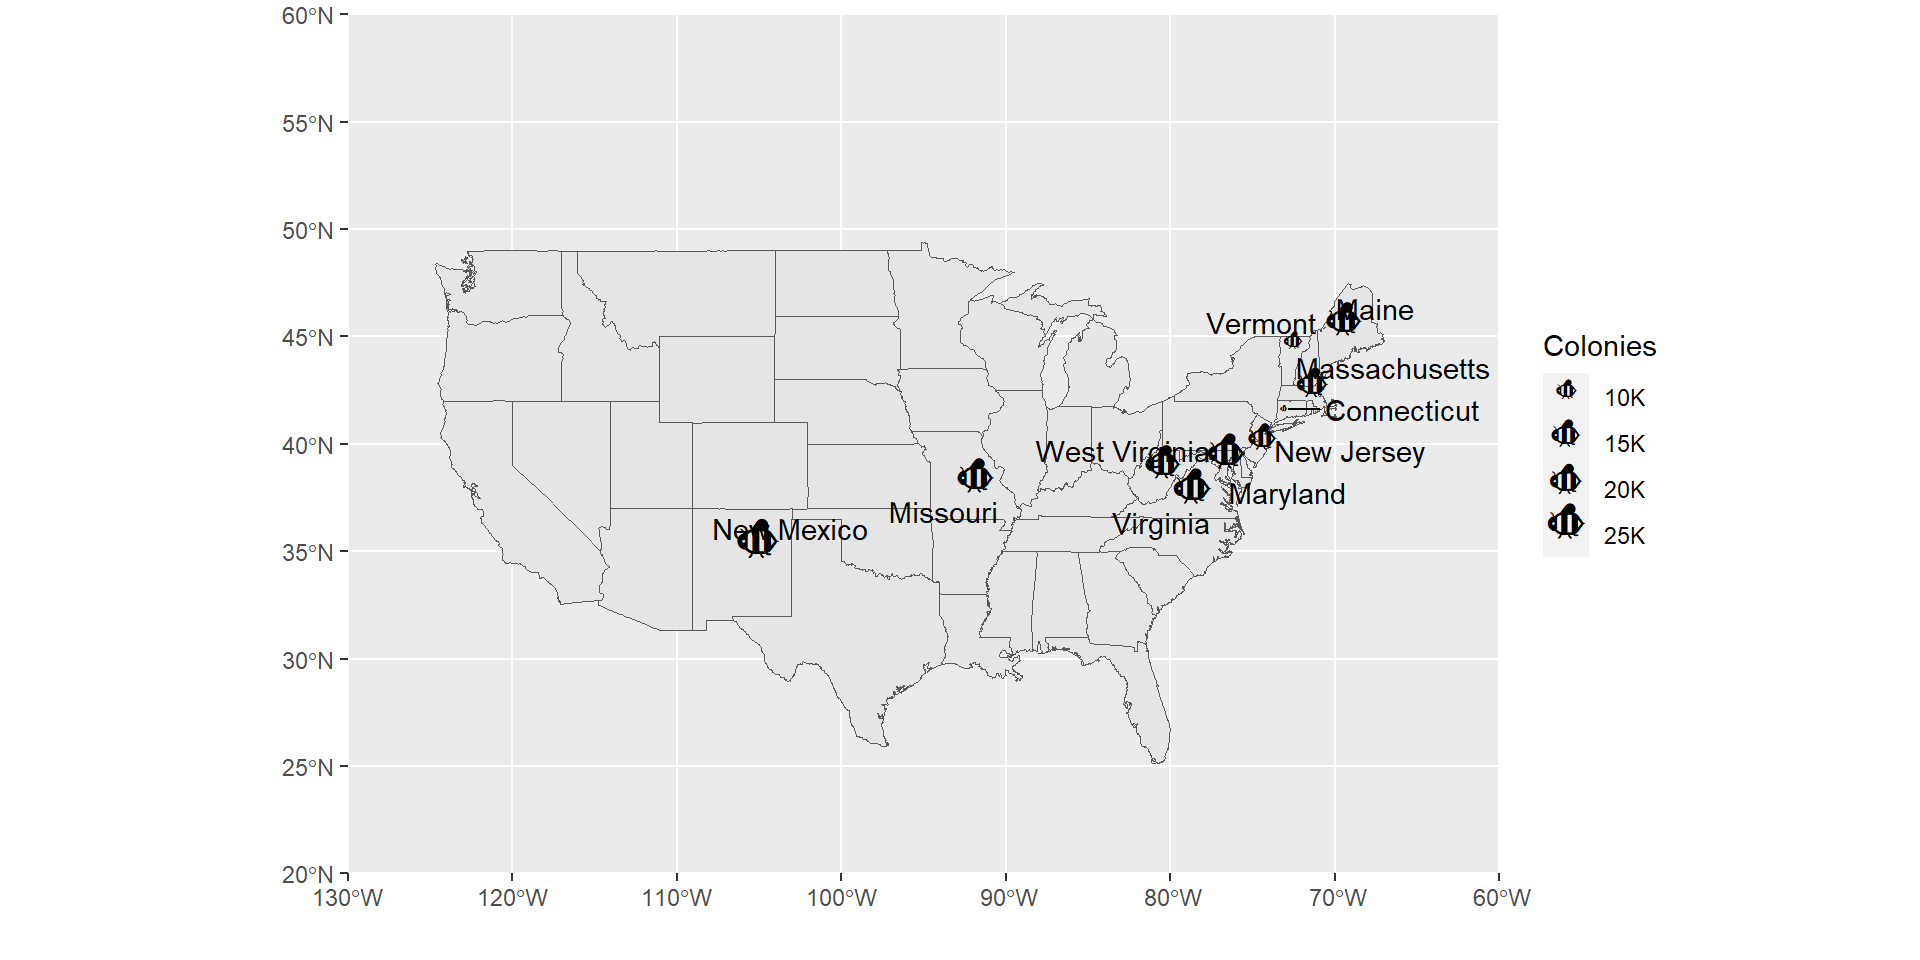 60°N
55°N
50°N
45°N
40°N
35°N
30°N
25°N
20°N
130°W
120°W
110°W
100°W
90°W
80°W
70°W
60°W
Maine
Vermont
Massachusetts
Connecticut
West Virginia
New Jersey
Maryland
Missouri
Virginia
New Mexico
Colonies
10K
15K
20K
25K